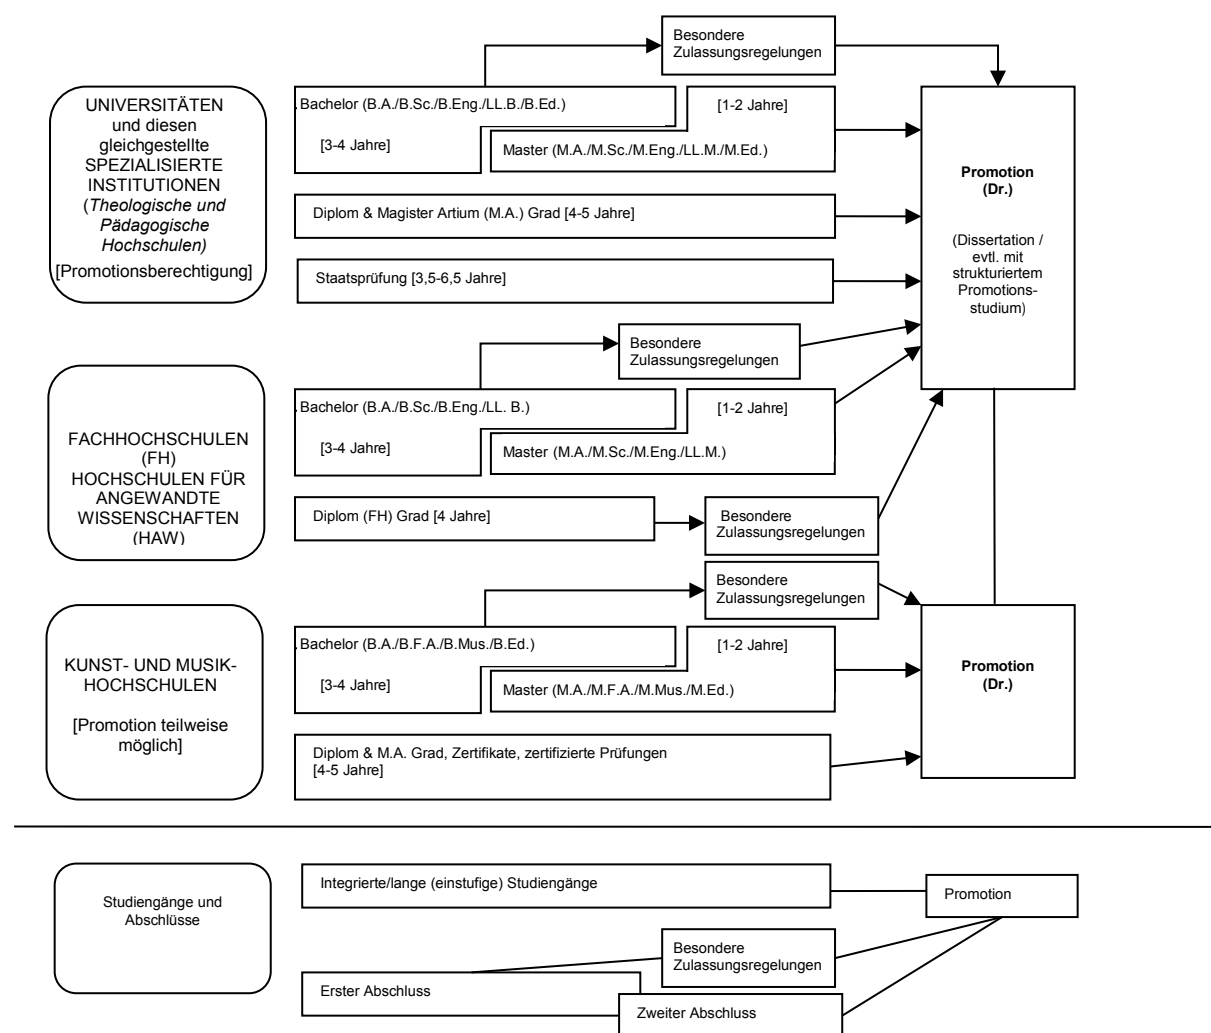 Besondere
Zulassungsregelungen
UNIVERSITÄTEN
und diesen
gleichgestellte
SPEZIALISIERTE
INSTITUTIONEN
(Theologische und
Pädagogische
Hochschulen)
[Promotionsberechtigung]
Bachelor (B.A./B.Sc./B.Eng./LL.B./B.Ed.)
[3-4 Jahre]
[1-2 Jahre]
Master (M.A./M.Sc./M.Eng./LL.M./M.Ed.)
Diplom & Magister Artium (M.A.) Grad [4-5 Jahre]
Staatsprüfung [3,5-6,5 Jahre]
Promotion
(Dr.)
(Dissertation /
evtl. mit
strukturiertem
Promotions-
studium)
FACHHOCHSCHULEN
(FH)
HOCHSCHULEN FÜR
ANGEWANDTE
WISSENSCHAFTEN
(HAW)
Besondere
Zulassungsregelungen
Bachelor (B.A./B.Sc./B.Eng./LL. B.)
[3-4 Jahre]
[1-2 Jahre]
Master (M.A./M.Sc./M.Eng./LL.M.)
Diplom (FH) Grad [4 Jahre]
Besondere
Zulassungsregelungen
KUNST- UND MUSIK-
HOCHSCHULEN
[Promotion teilweise
möglich]
Besondere
Zulassungsregelungen
Bachelor (B.A./B.F.A./B.Mus./B.Ed.)
[3-4 Jahre]
[1-2 Jahre]
Master (M.A./M.F.A./M.Mus./M.Ed.)
Diplom & M.A. Grad, Zertifikate, zertifizierte Prüfungen
[4-5 Jahre]
Promotion
(Dr.)
Studiengänge und
Abschlüsse
Integrierte/lange (einstufige) Studiengänge
Promotion
Besondere
Zulassungsregelungen
Erster Abschluss
Zweiter Abschluss